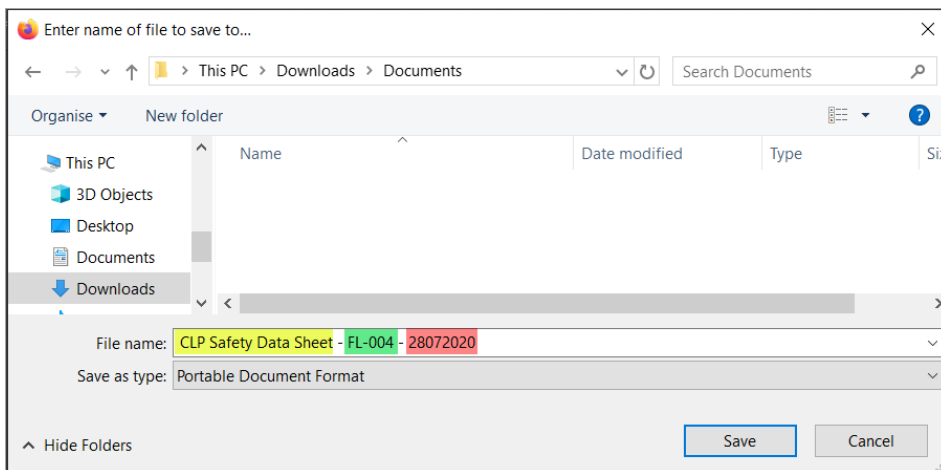 Enter name of file to save to...
This PC > Downloads > Documents
Search Documents
Organise
New folder
Name
Date modified
Type
Si
This PC
3D Objects
Desktop
Documents
Downloads
File name: CLP Safety Data Sheet - FL-004 - 28072020
Save as type: Portable Document Format
Hide Folders
Save
Cancel